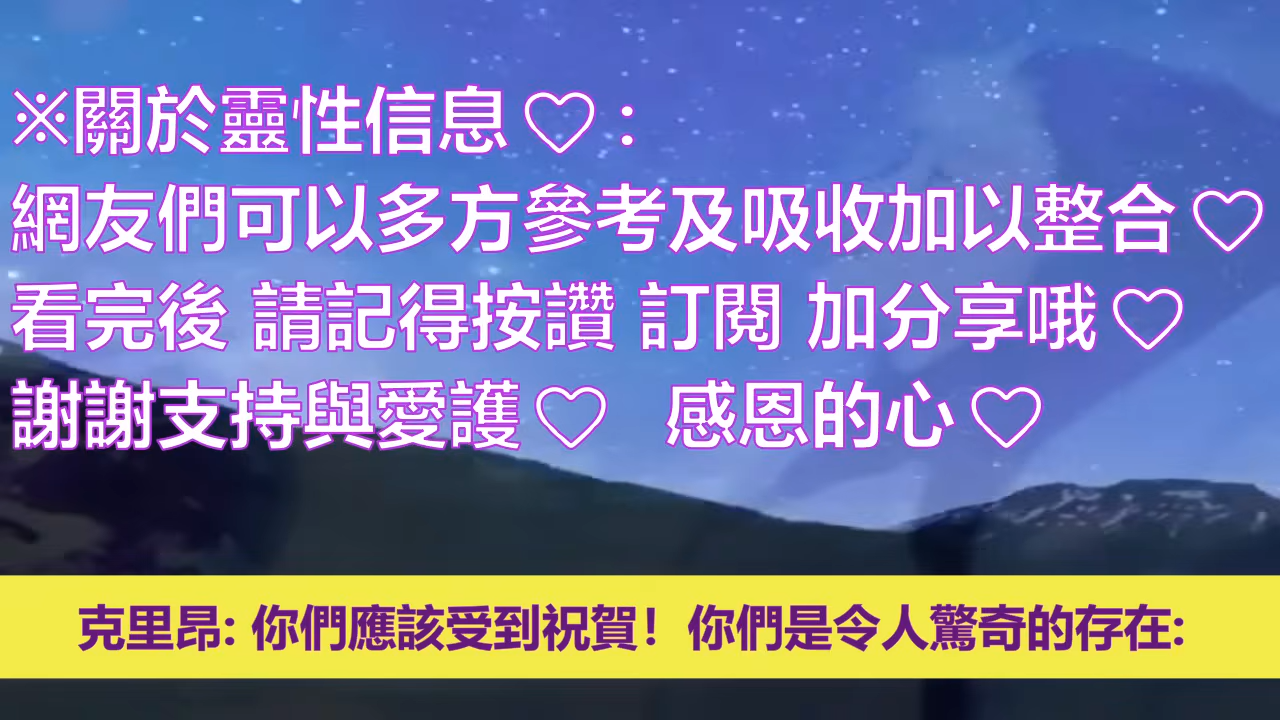 ※關於靈性信息♡:
網友們可以多方參考及吸收加以整合♡
看完後 請記得按讚 訂閱 加分享哦♡
謝謝支持與愛護♡ 感恩的心♡
克里昂: 你們應該受到祝賀！你們是令人驚奇的存在: